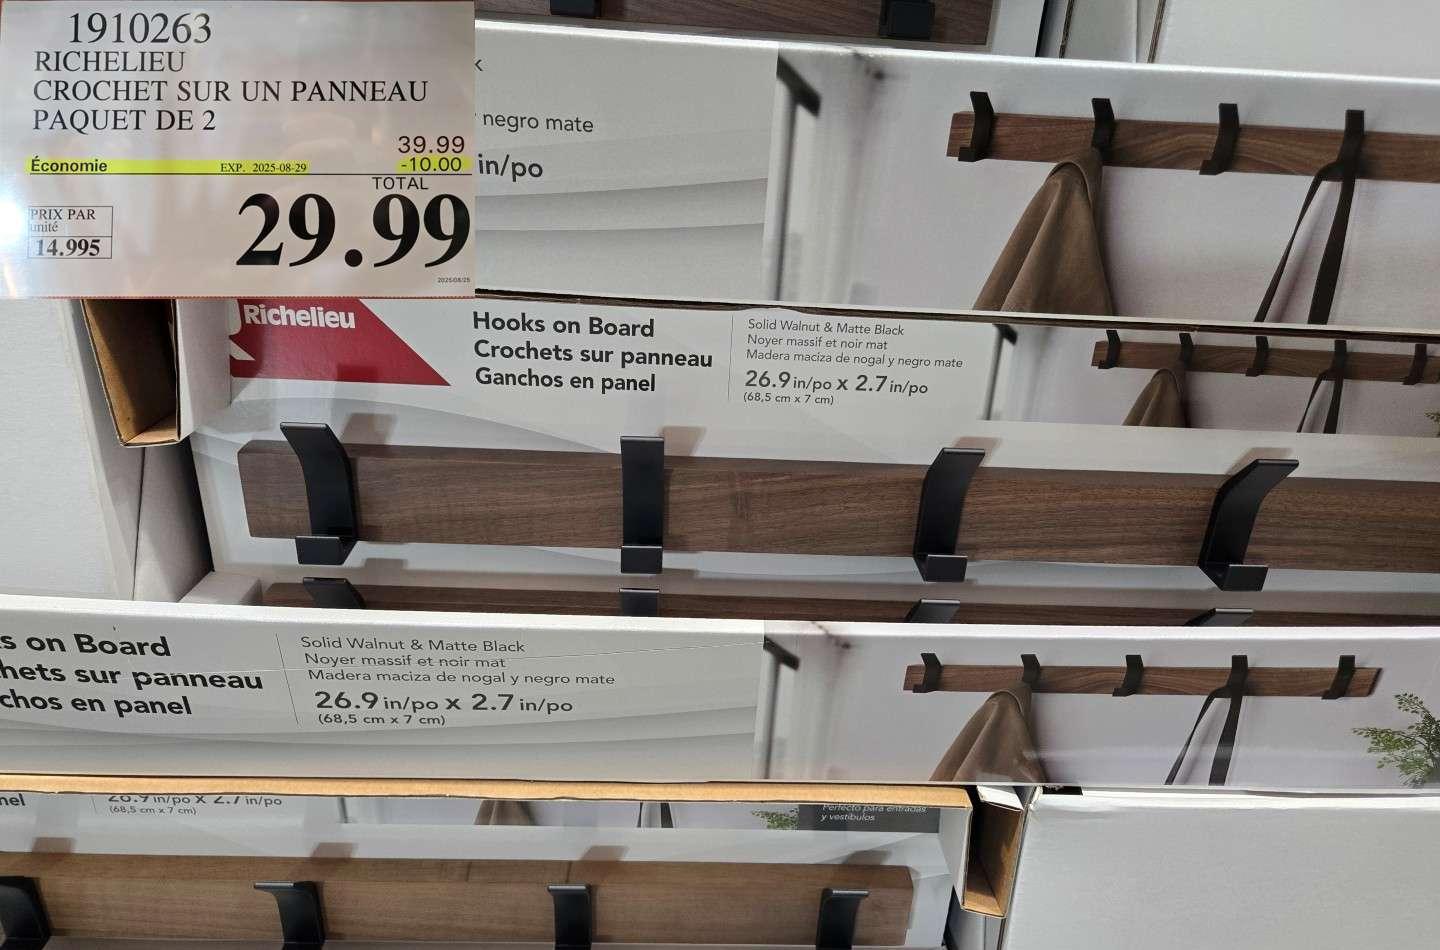 1910263
RICHELIEU
CROCHET SUR UN PANNEAU
PAQUET DE 2
39.99
Économie EXP. 2025-08-29 -10.00
TOTAL
29.99
PRIX PAR
unité
14.995
2025/08/25
negro mate
in/po
Richelieu
Hooks on Board
Crochets sur panneau
Ganchos en panel
Solid Walnut & Matte Black
Noyer massif et noir mat
Madera maciza de nogal y negro mate
26.9 in/po x 2.7 in/po
(68,5 cm x 7 cm)
s on Board
hets sur panneau
chos en panel
Solid Walnut & Matte Black
Noyer massif et noir mat
Madera maciza de nogal y negro mate
26.9 in/po x 2.7 in/po
(68,5 cm x 7 cm)
nel
26.9 in/po x 2.7 in/po
(68,5 cm x 7 cm)
Perfecto para entradas
y vestíbulos